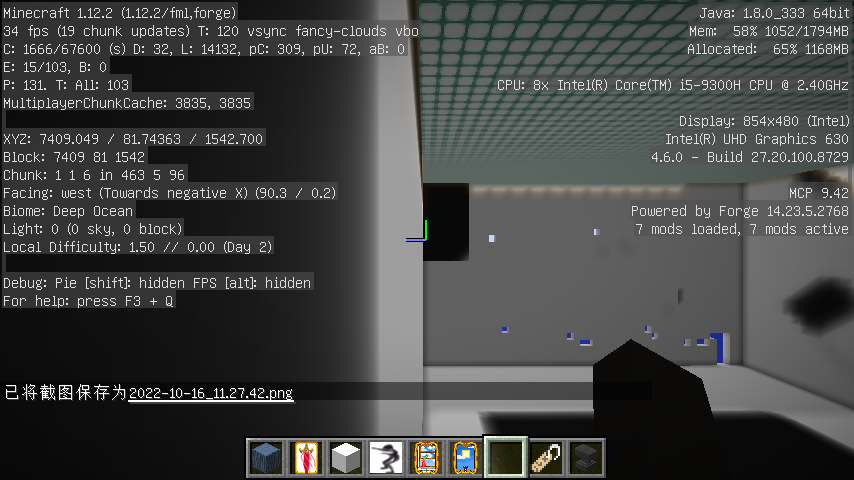 Minecraft 1.12.2 (1.12.2/fml,forge)
34 fps (19 chunk updates) T: 120 vsync fancy-clouds vbo
C: 1666/67600 (s) D: 32, L: 14132, pC: 309, pU: 72, aB: 0
E: 15/103, B: 0
P: 131. T: All: 103
MultiplayerChunkCache: 3835, 3835
XYZ: 7409.049 / 81.74363 / 1542.700
Block: 7409 81 1542
Chunk: 1 1 6 in 463 5 96
Facing: west (Towards negative X) (90.3 / 0.2)
Biome: Deep Ocean
Light: 0 (0 sky, 0 block)
Local Difficulty: 1.50 // 0.00 (Day 2)
Debug: Pie [shift]: hidden FPS [alt]: hidden
For help: press F3 + Q
Java: 1.8.0_333 64bit
Mem: 58% 1052/1794MB
Allocated: 65% 1168MB
CPU: 8x Intel(R) Core(TM) i5-9300H CPU @ 2.40GHz
Display: 854x480 (Intel)
Intel(R) UHD Graphics 630
4.6.0 - Build 27.20.100.8729
MCP 9.42
Powered by Forge 14.23.5.2768
7 mods loaded, 7 mods active
已将截图保存为2022-10-16_11.27.42.png